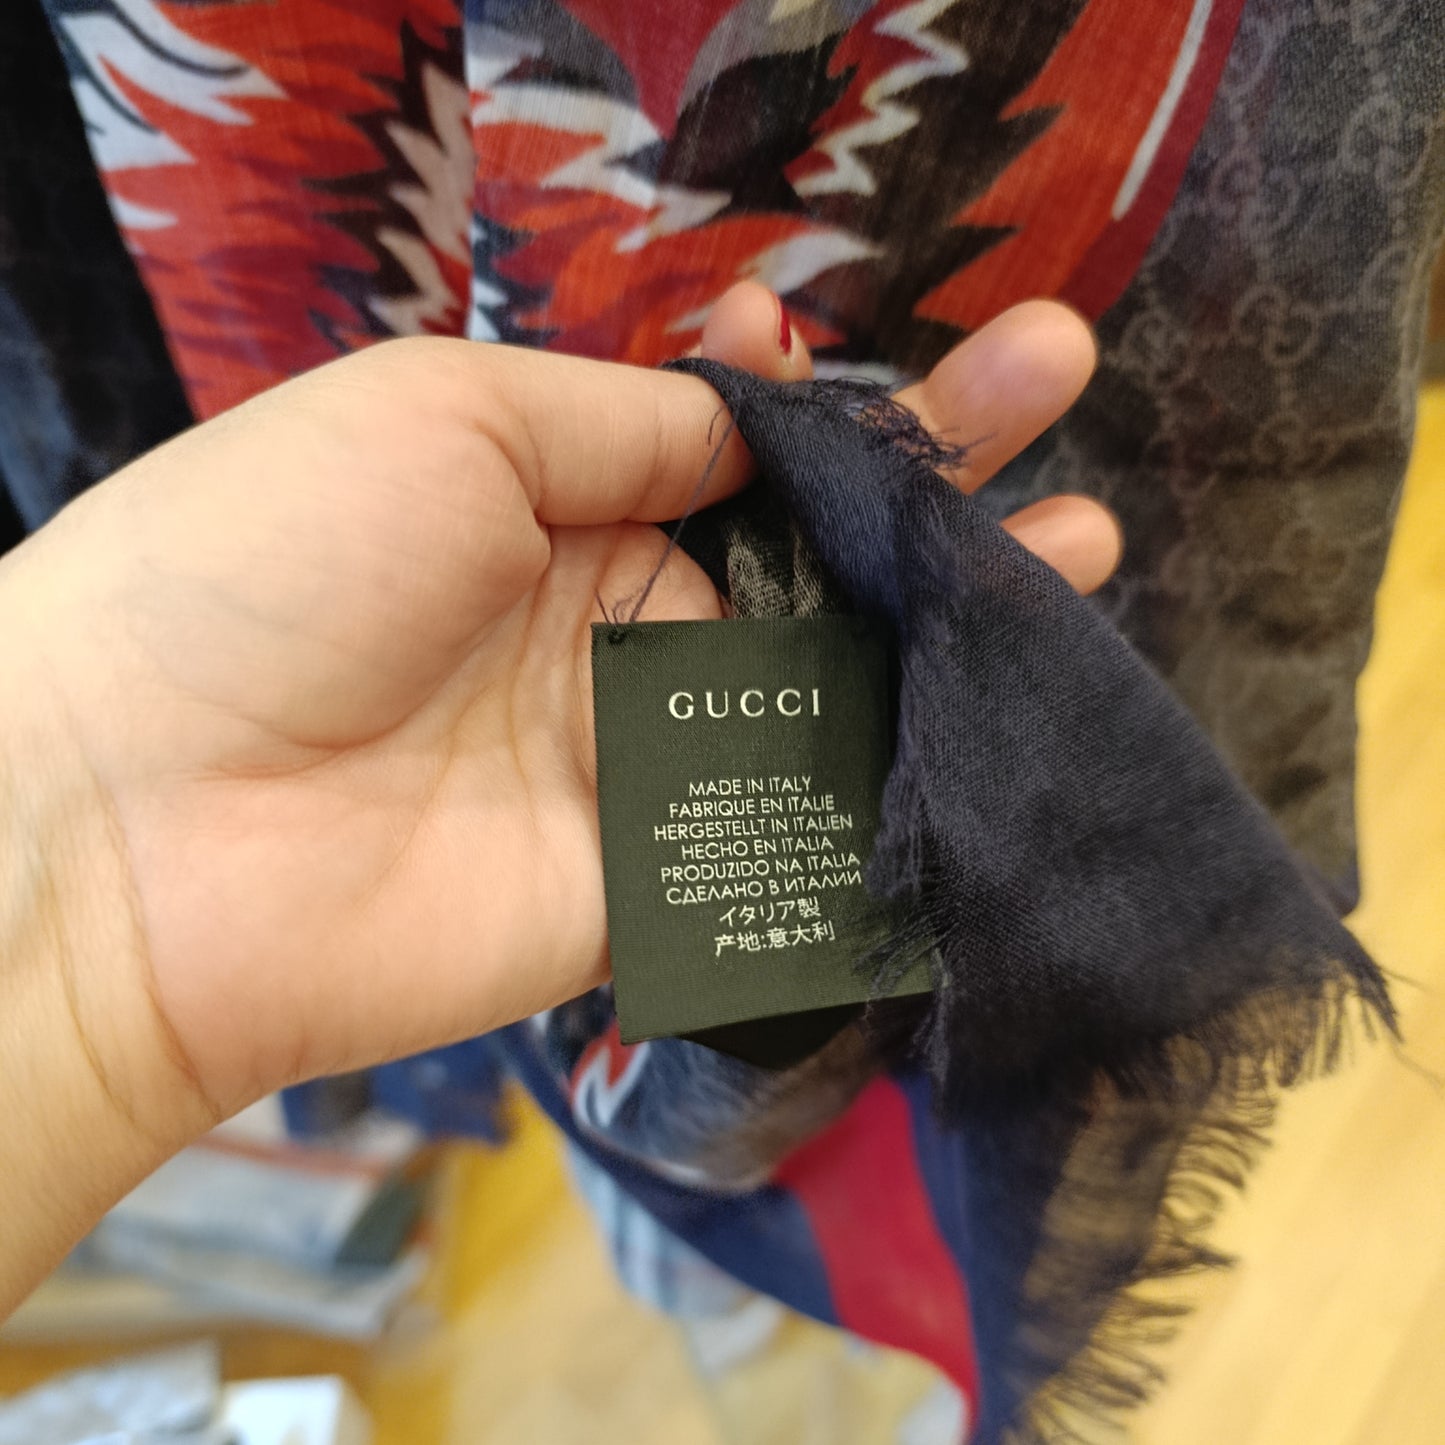 GUCCI
MADE IN ITALY
FABRIQUE EN ITALIE
HERGESTELLT IN ITALIEN
HECHO EN ITALIA
PRODUZIDO NA ITALIA
СДЕЛАНО В ИТАЛИИ
イタリア製
产地:意大利